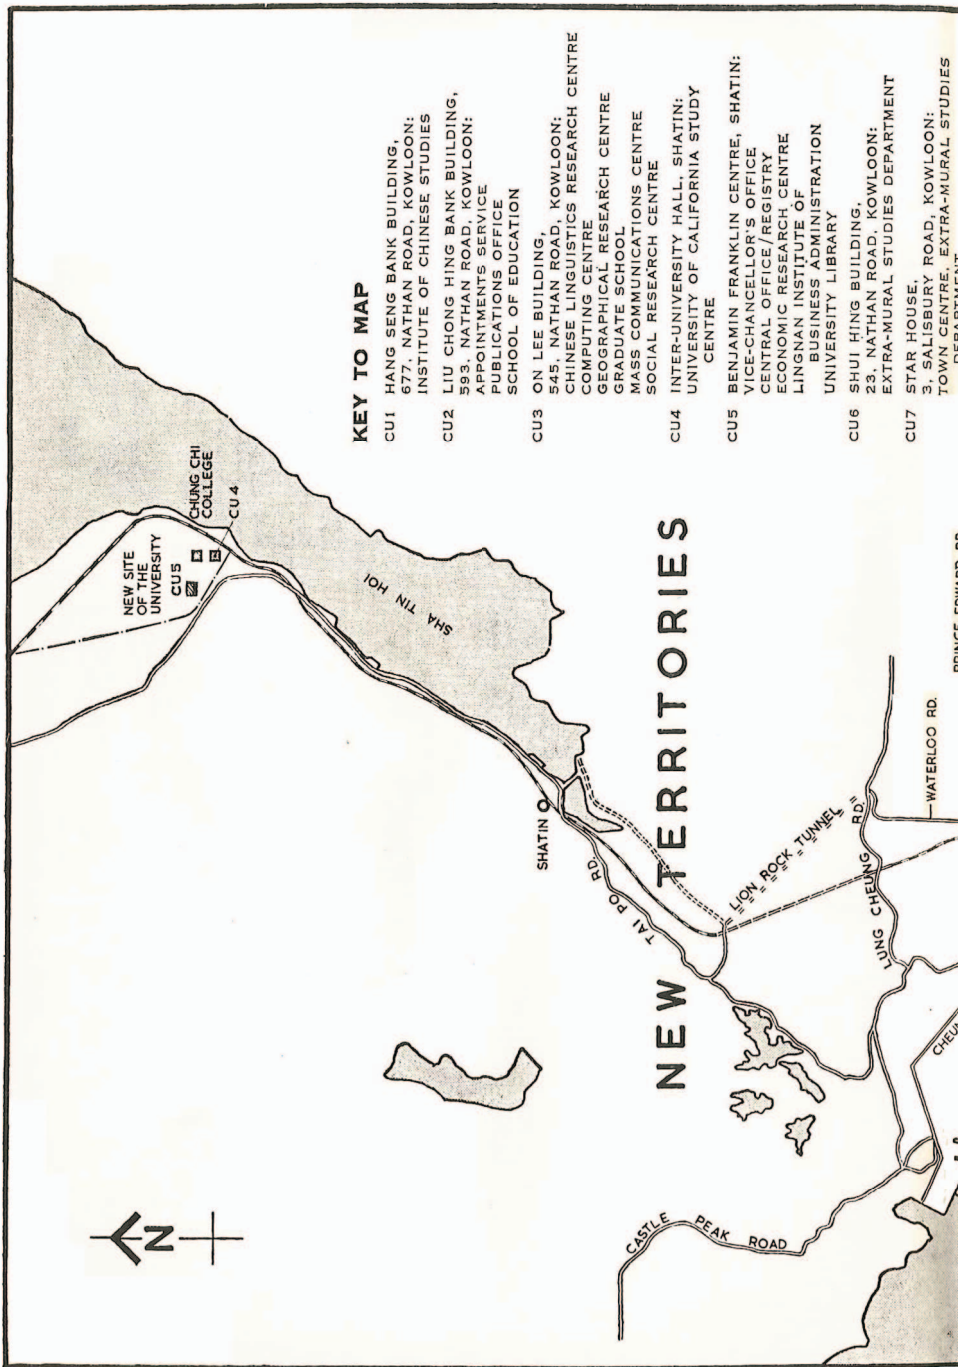 KEY TO MAP
CU1 HANG SENG BANK BUILDING,
677, NATHAN ROAD, KOWLOON:
INSTITUTE OF CHINESE STUDIES
CU2 LIU CHONG HING BANK BUILDING,
593, NATHAN ROAD, KOWLOON:
APPOINTMENTS SERVICE
PUBLICATIONS OFFICE
SCHOOL OF EDUCATION
CU3 ON LEE BUILDING,
545, NATHAN ROAD, KOWLOON:
CHINESE LINGUISTICS RESEARCH CENTRE
COMPUTING CENTRE
GEOGRAPHICAL RESEARCH CENTRE
GRADUATE SCHOOL
MASS COMMUNICATIONS CENTRE
SOCIAL RESEARCH CENTRE
CU4 INTER-UNIVERSITY HALL, SHATIN:
UNIVERSITY OF CALIFORNIA STUDY
CENTRE
CU5 BENJAMIN FRANKLIN CENTRE, SHATIN:
VICE-CHANCELLOR'S OFFICE
CENTRAL OFFICE/REGISTRY
ECONOMIC RESEARCH CENTRE
LINGNAN INSTITUTE OF
BUSINESS ADMINISTRATION
UNIVERSITY LIBRARY
CU6 SHUI HING BUILDING,
23, NATHAN ROAD, KOWLOON:
EXTRA-MURAL STUDIES DEPARTMENT
CU7 STAR HOUSE,
3, SALISBURY ROAD, KOWLOON:
TOWN CENTRE, EXTRA-MURAL STUDIES
DEPARTMENT
N
NEW SITE
OF THE
UNIVERSITY
CU5
CHUNG CHI
COLLEGE
CU4
SHA TIN HOI
SHATIN
TAI PO RD.
NEW TERRITORIES
LION ROCK TUNNEL
LUNG CHEUNG RD.
WATERLOO RD.
PRINCE EDWARD RD.
CASTLE PEAK ROAD